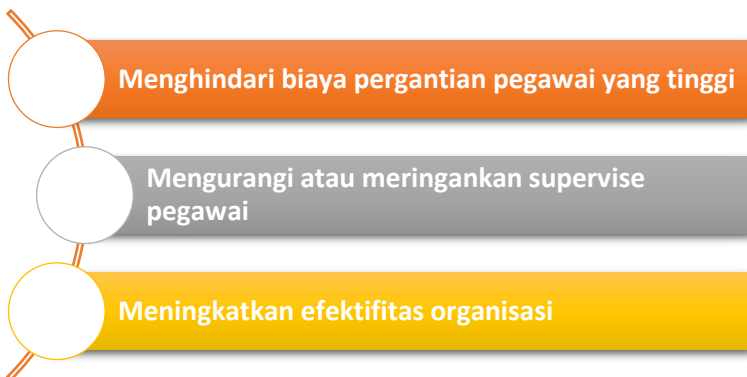 Menghindari biaya pergantian pegawai yang tinggi
Mengurangi atau meringankan supervise
pegawai
Meningkatkan efektifitas organisasi